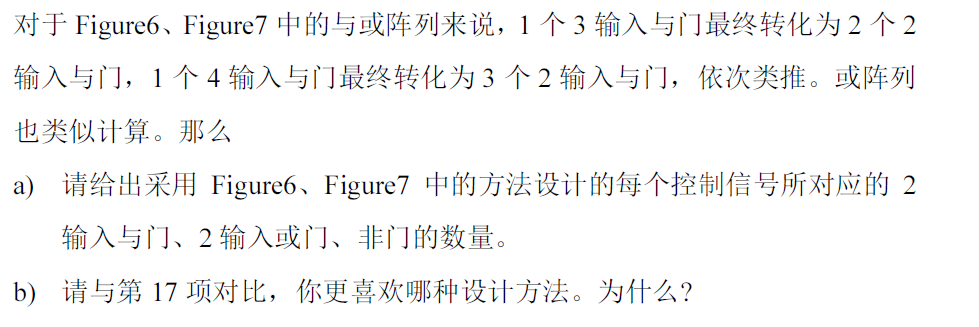 对于 Figure6、Figure7 中的与或阵列来说，1 个 3 输入与门最终转化为 2 个 2
输入与门，1 个 4 输入与门最终转化为 3 个 2 输入与门，依次类推。或阵列
也类似计算。那么
a) 请给出采用 Figure6、Figure7 中的方法设计的每个控制信号所对应的 2
输入与门、2 输入或门、非门的数量。
b) 请与第 17 项对比，你更喜欢哪种设计方法。为什么？